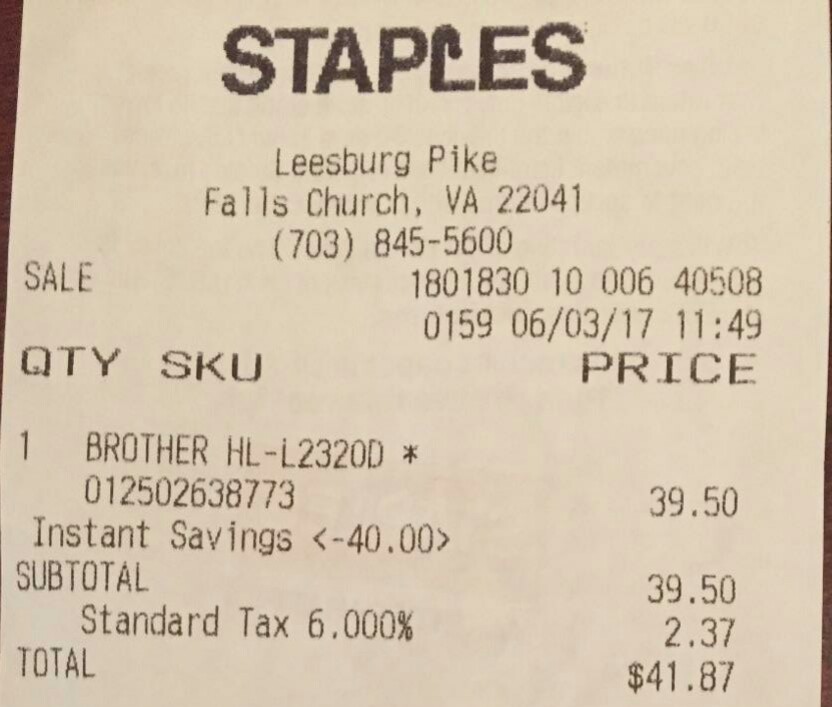 STAPLES
Leesburg Pike
Falls Church, VA 22041
(703) 845-5600
SALE 1801830 10 006 40508
0159 06/03/17 11:49
QTY SKU PRICE
1 BROTHER HL-L2320D *
012502638773 39.50
Instant Savings <-40.00>
SUBTOTAL 39.50
Standard Tax 6.000% 2.37
TOTAL $41.87